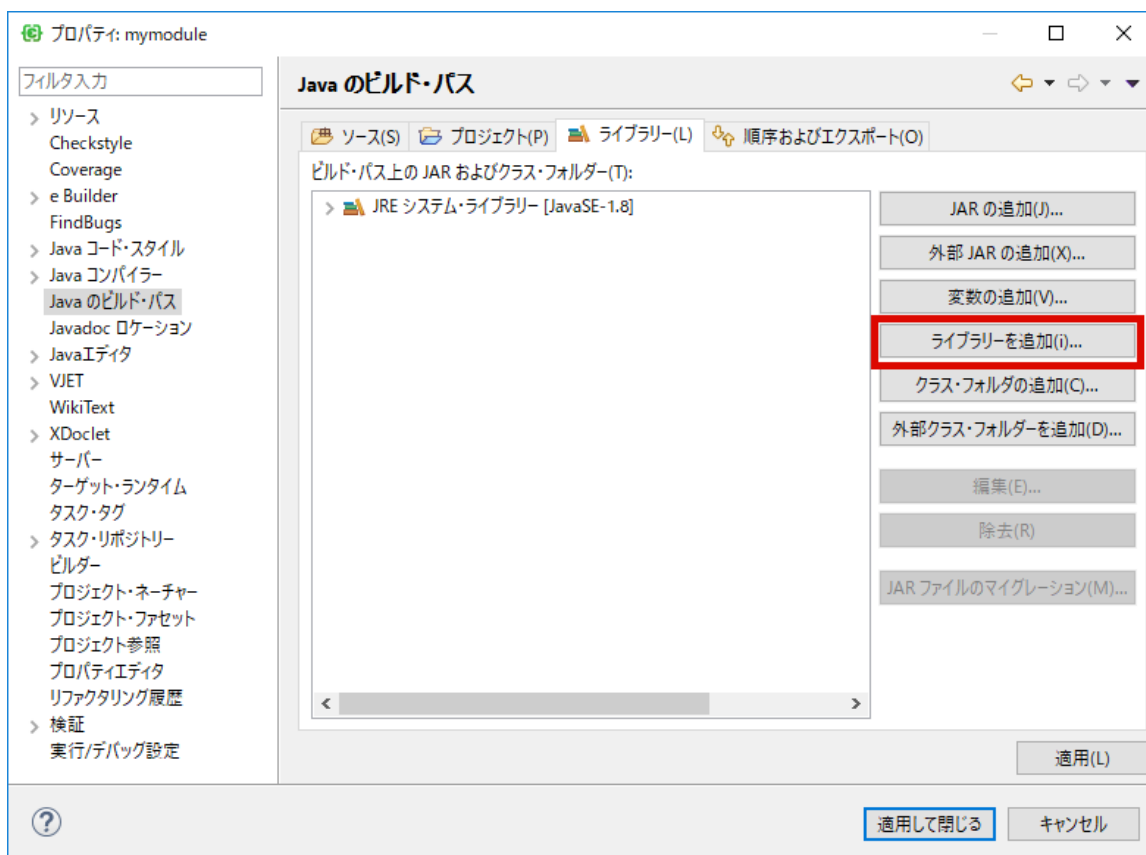 プロパティ: mymodule
フィルタ入力
リソース
Checkstyle
Coverage
e Builder
FindBugs
Java コード・スタイル
Java コンパイラー
Java のビルド・パス
Javadoc ロケーション
Javaエディタ
VJET
WikiText
XDoclet
サーバー
ターゲット・ランタイム
タスク・タグ
タスク・リポジトリー
ビルダー
プロジェクト・ネーチャー
プロジェクト・ファセット
プロジェクト参照
プロパティエディタ
リファクタリング履歴
検証
実行/デバッグ設定
Java のビルド・パス
ソース(S) プロジェクト(P) ライブラリー(L) 順序およびエクスポート(O)
ビルド・パス上の JAR およびクラス・フォルダー(T):
JRE システム・ライブラリー [JavaSE-1.8]
JAR の追加(J)...
外部 JAR の追加(X)...
変数の追加(V)...
ライブラリーを追加(i)...
クラス・フォルダの追加(C)...
外部クラス・フォルダーを追加(D)...
編集(E)...
除去(R)
JAR ファイルのマイグレーション(M)...
適用(L)
適用して閉じる キャンセル